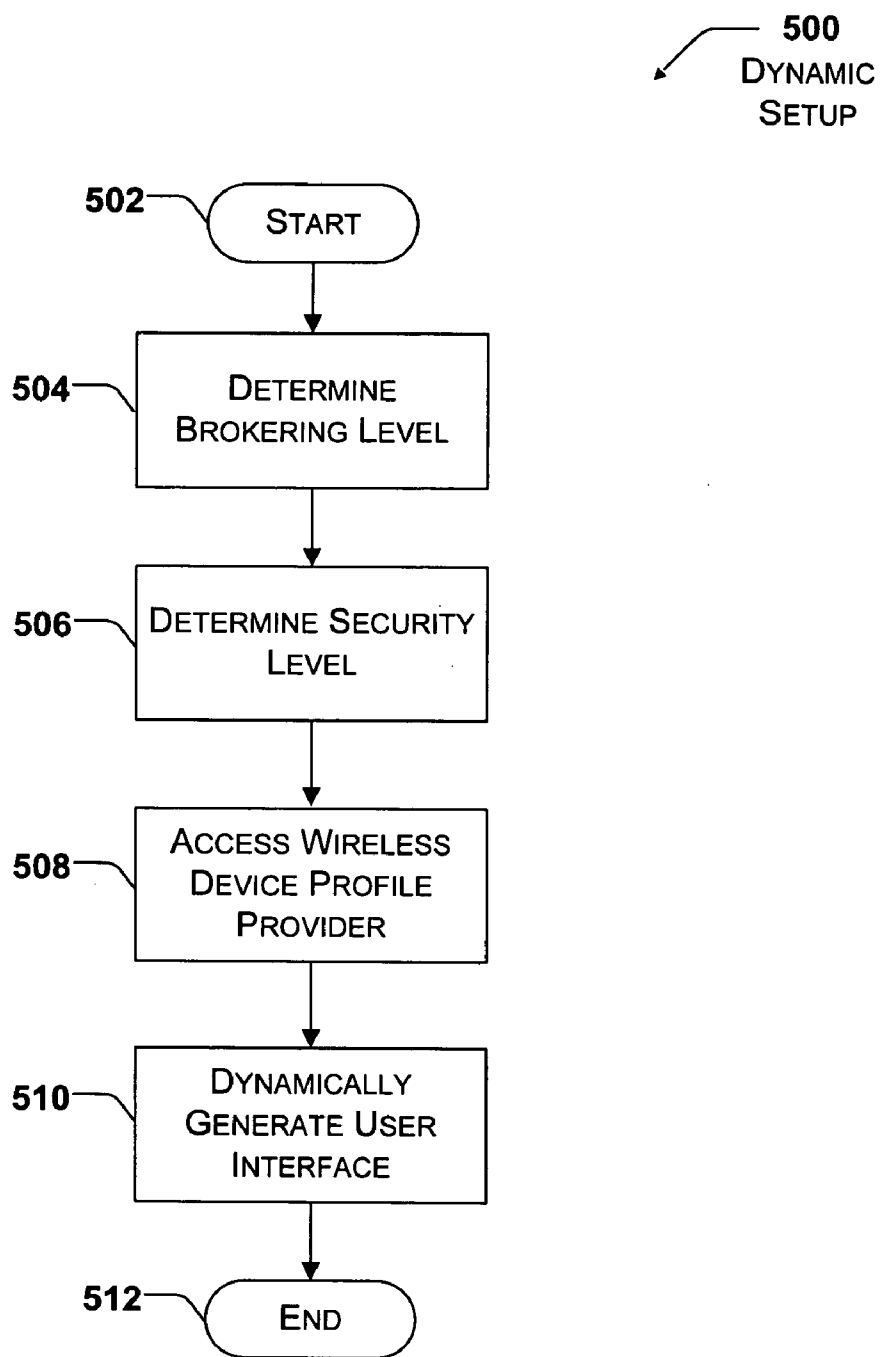 500
DYNAMIC
SETUP
502
START
504
DETERMINE
BROKERING LEVEL
506
DETERMINE SECURITY
LEVEL
508
ACCESS WIRELESS
DEVICE PROFILE
PROVIDER
510
DYNAMICALLY
GENERATE USER
INTERFACE
512
END